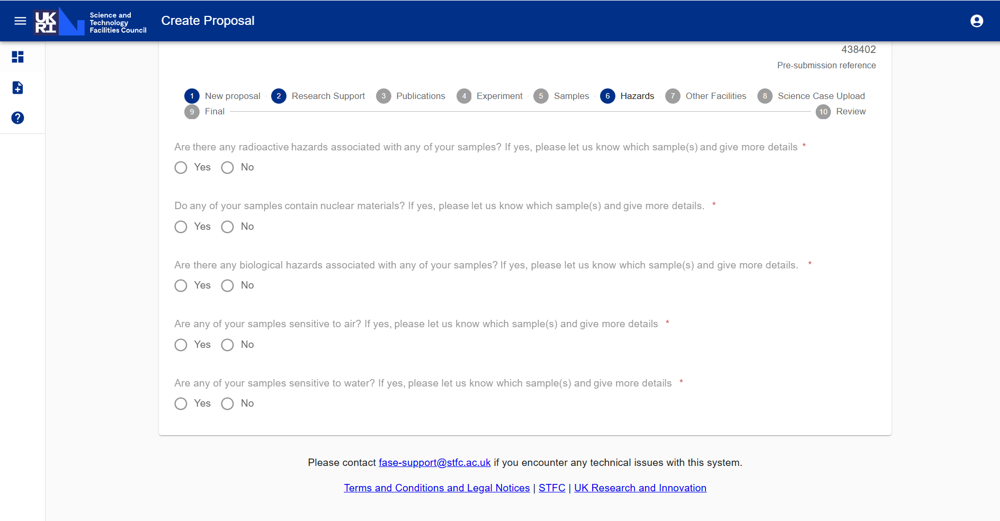 UK
RI
Science and
Technology
Facilities Council
Create Proposal
438402
Pre-submission reference
1 New proposal 2 Research Support 3 Publications 4 Experiment 5 Samples 6 Hazards 7 Other Facilities 8 Science Case Upload
9 Final 10 Review
Are there any radioactive hazards associated with any of your samples? If yes, please let us know which sample(s) and give more details *
Yes No
Do any of your samples contain nuclear materials? If yes, please let us know which sample(s) and give more details. *
Yes No
Are there any biological hazards associated with any of your samples? If yes, please let us know which sample(s) and give more details. *
Yes No
Are any of your samples sensitive to air? If yes, please let us know which sample(s) and give more details *
Yes No
Are any of your samples sensitive to water? If yes, please let us know which sample(s) and give more details *
Yes No
Please contact fase-support@stfc.ac.uk if you encounter any technical issues with this system.
Terms and Conditions and Legal Notices | STFC | UK Research and Innovation